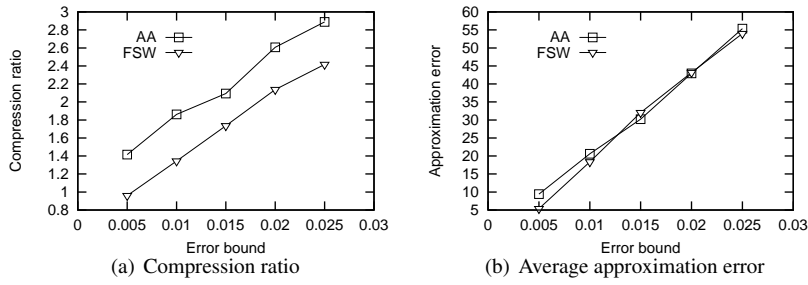 3
2.8
2.6
2.4
2.2
2
1.8
1.6
1.4
1.2
1
0.8
Compression ratio
AA
FSW
0 0.005 0.01 0.015 0.02 0.025 0.03
Error bound
(a) Compression ratio
60
55
50
45
40
35
30
25
20
15
10
5
Approximation error
AA
FSW
0 0.005 0.01 0.015 0.02 0.025 0.03
Error bound
(b) Average approximation error